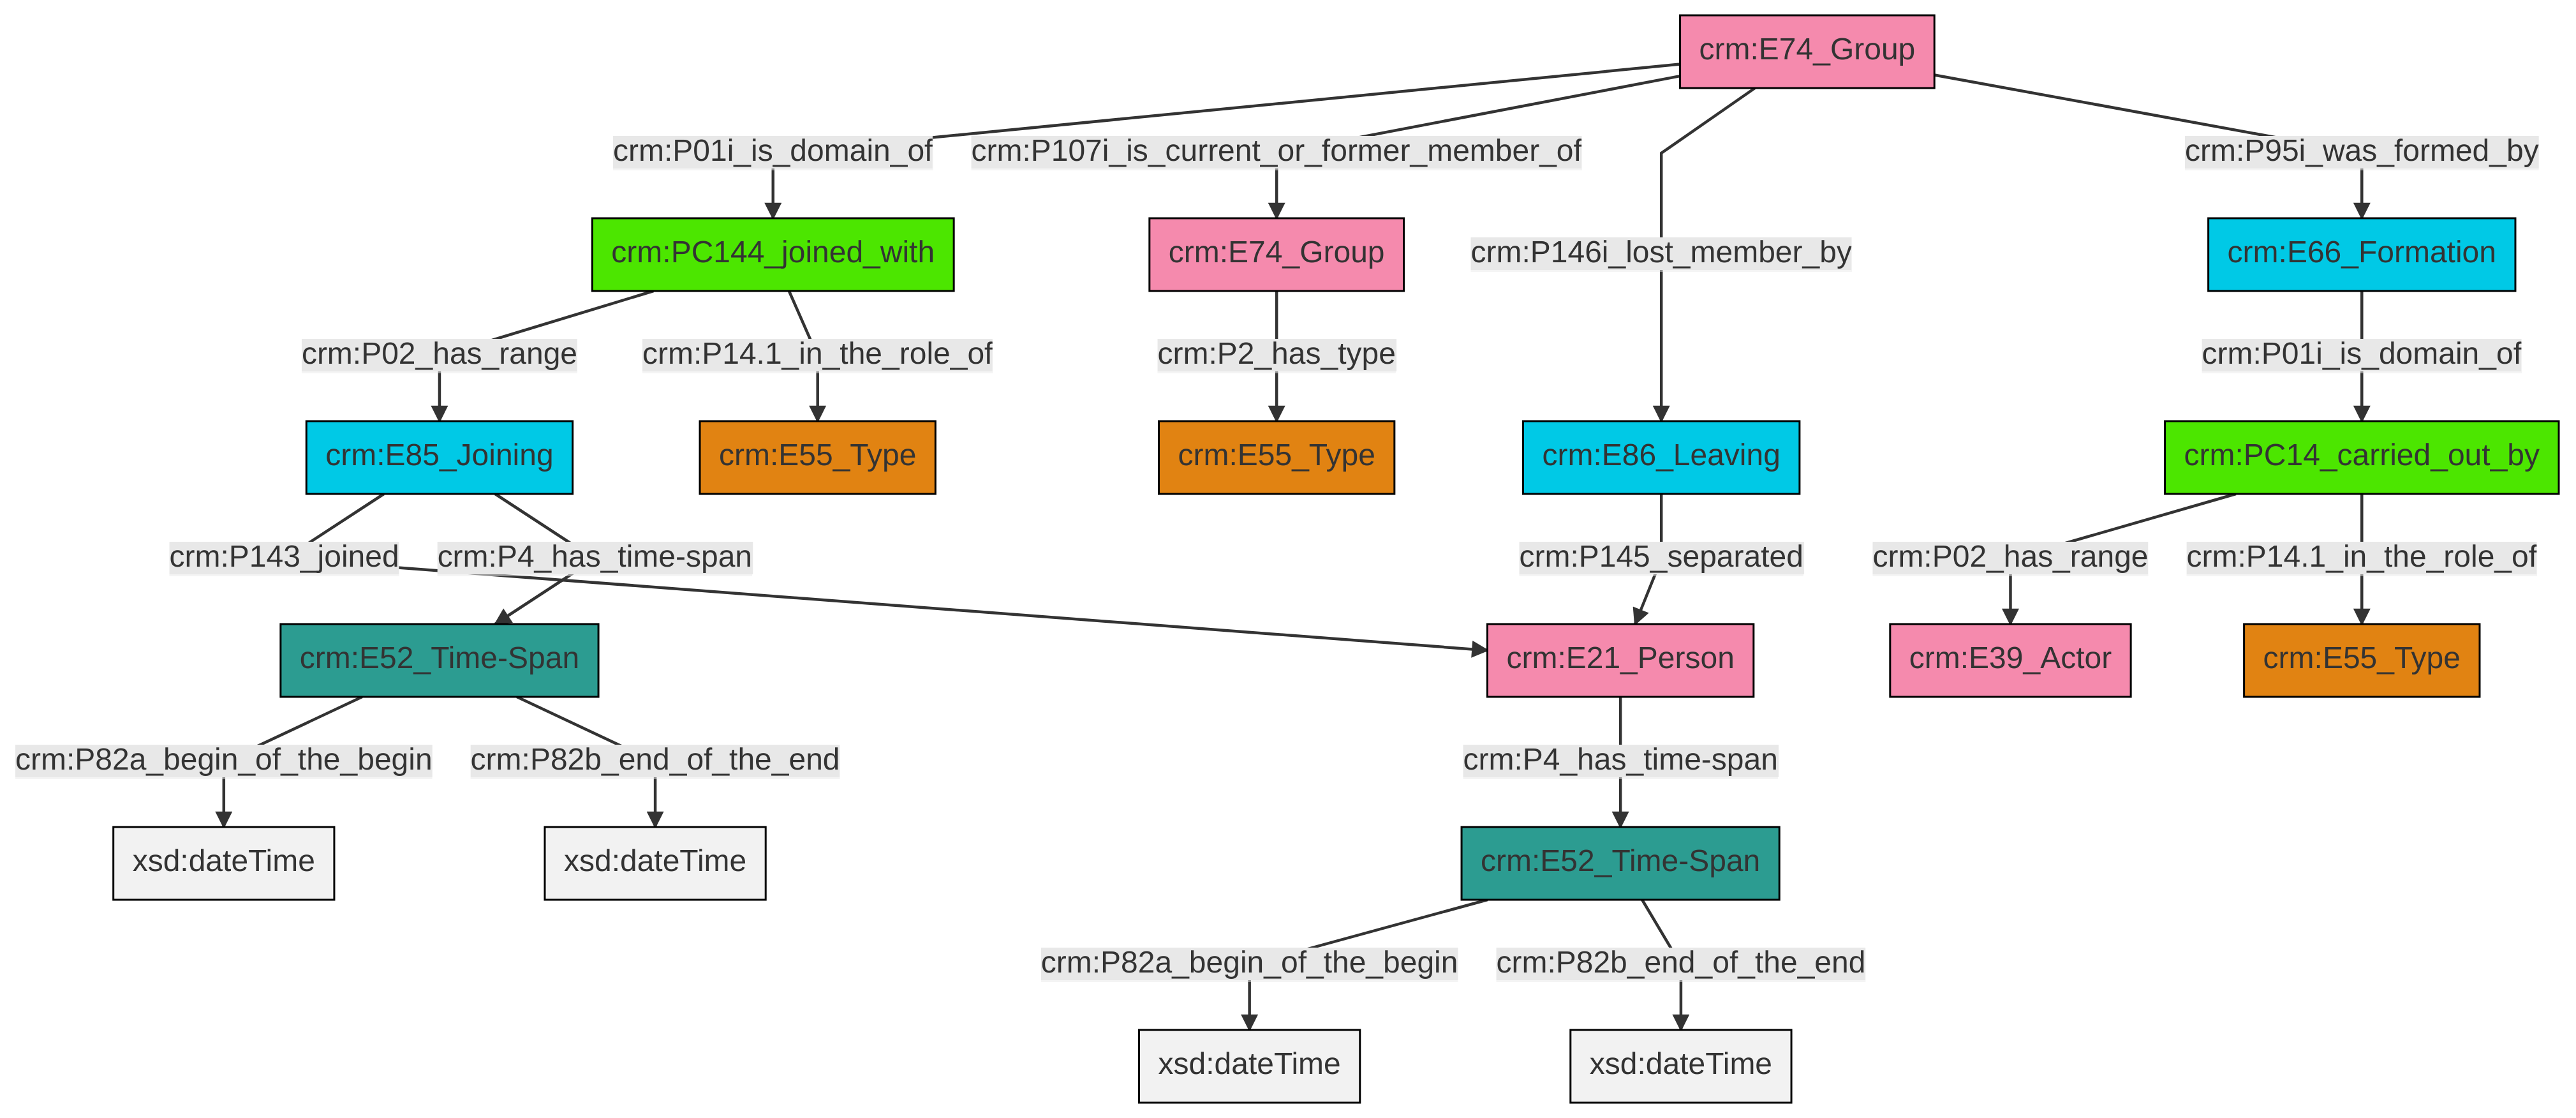 crm:E74_Group
crm:P01i_is_domain_of
crm:P107i_is_current_or_former_member_of
crm:P95i_was_formed_by
crm:PC144_joined_with
crm:E74_Group
crm:P146i_lost_member_by
crm:E66_Formation
crm:P02_has_range
crm:P14.1_in_the_role_of
crm:P2_has_type
crm:P01i_is_domain_of
crm:E85_Joining
crm:E55_Type
crm:E55_Type
crm:E86_Leaving
crm:PC14_carried_out_by
crm:P143_joined
crm:P4_has_time-span
crm:P145_separated
crm:P02_has_range
crm:P14.1_in_the_role_of
crm:E52_Time-Span
crm:E21_Person
crm:E39_Actor
crm:E55_Type
crm:P82a_begin_of_the_begin
crm:P82b_end_of_the_end
crm:P4_has_time-span
xsd:dateTime
xsd:dateTime
crm:E52_Time-Span
crm:P82a_begin_of_the_begin
crm:P82b_end_of_the_end
xsd:dateTime
xsd:dateTime